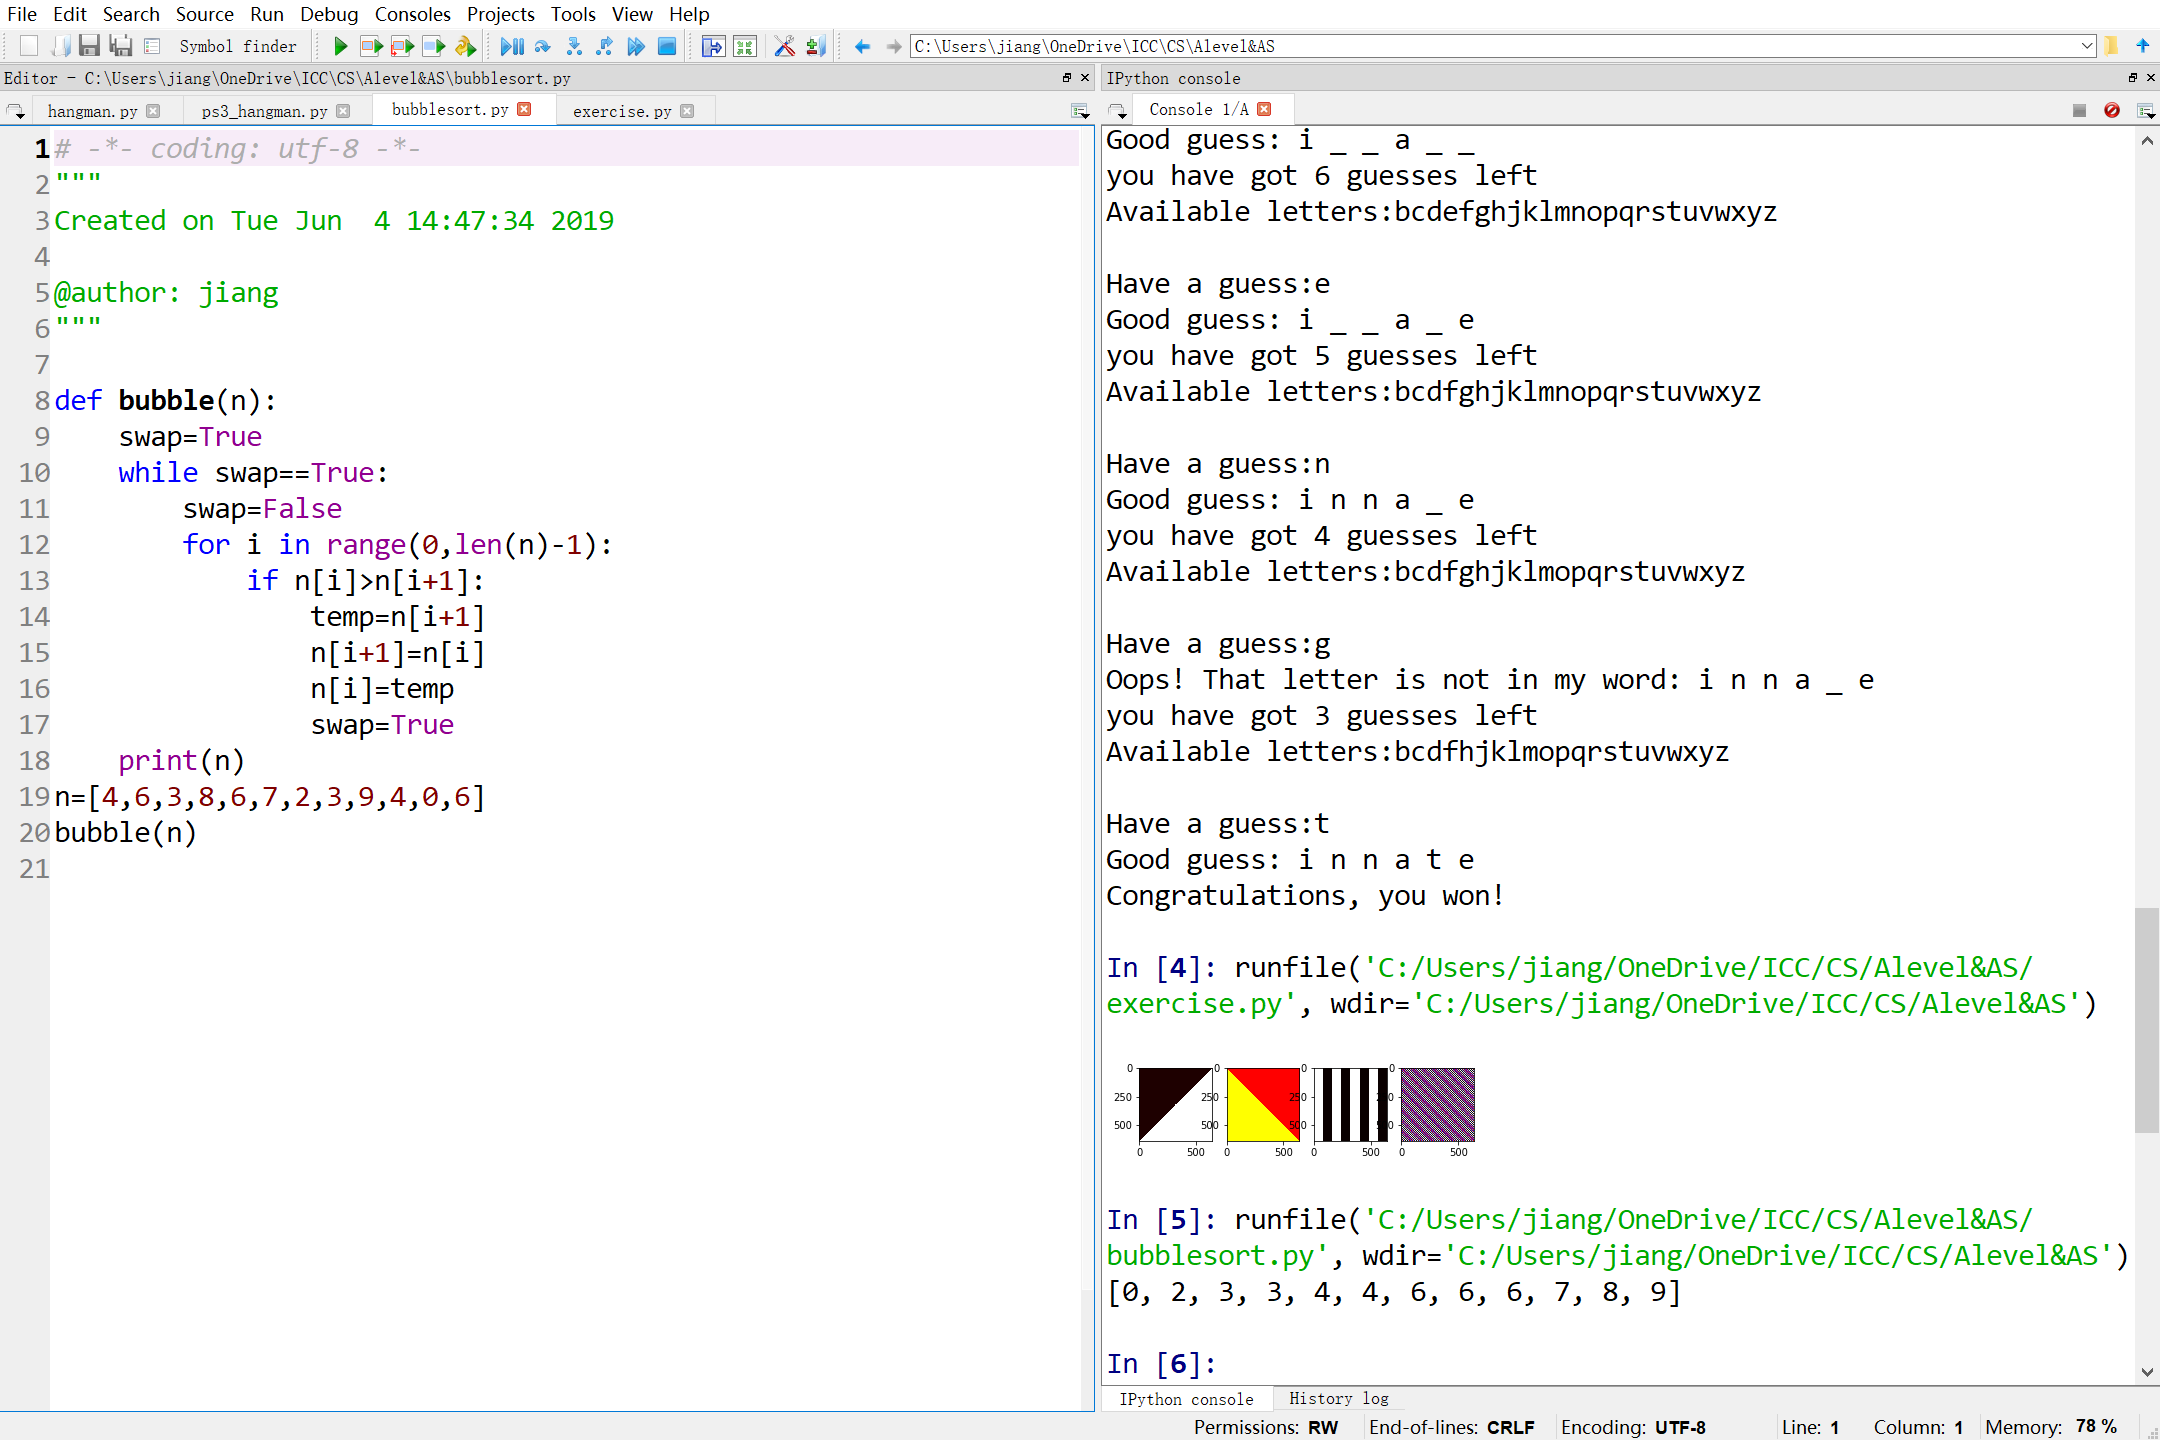 File Edit Search Source Run Debug Consoles Projects Tools View Help
Symbol finder
C:\Users\jiang\OneDrive\ICC\CS\Alevel&AS
Editor - C:\Users\jiang\OneDrive\ICC\CS\Alevel&AS\bubblesort.py
hangman.py ps3_hangman.py bubblesort.py exercise.py
1 # -*- coding: utf-8 -*-
2 """
3 Created on Tue Jun  4 14:47:34 2019
4
5 @author: jiang
6 """
7
8 def bubble(n):
9     swap=True
10     while swap==True:
11         swap=False
12         for i in range(0,len(n)-1):
13             if n[i]>n[i+1]:
14                 temp=n[i+1]
15                 n[i+1]=n[i]
16                 n[i]=temp
17                 swap=True
18     print(n)
19 n=[4,6,3,8,6,7,2,3,9,4,0,6]
20 bubble(n)
21
IPython console
Console 1/A
Good guess: i _ _ a _ _
you have got 6 guesses left
Available letters:bcdefghjklmnopqrstuvwxyz
Have a guess:e
Good guess: i _ _ a _ e
you have got 5 guesses left
Available letters:bcdfghjklmnopqrstuvwxyz
Have a guess:n
Good guess: i n n a _ e
you have got 4 guesses left
Available letters:bcdfghjklmopqrstuvwxyz
Have a guess:g
Oops! That letter is not in my word: i n n a _ e
you have got 3 guesses left
Available letters:bcdfhjklmopqrstuvwxyz
Have a guess:t
Good guess: i n n a t e
Congratulations, you won!
In [4]: runfile('C:/Users/jiang/OneDrive/ICC/CS/Alevel&AS/
exercise.py', wdir='C:/Users/jiang/OneDrive/ICC/CS/Alevel&AS')
0 0 0 0
250 250 250
500 500 500 500
0 500 0 500 0 500 0 500
In [5]: runfile('C:/Users/jiang/OneDrive/ICC/CS/Alevel&AS/
bubblesort.py', wdir='C:/Users/jiang/OneDrive/ICC/CS/Alevel&AS')
[0, 2, 3, 3, 4, 4, 6, 6, 6, 7, 8, 9]
In [6]:
IPython console History log
Permissions: RW End-of-lines: CRLF Encoding: UTF-8 Line: 1 Column: 1 Memory: 78 %